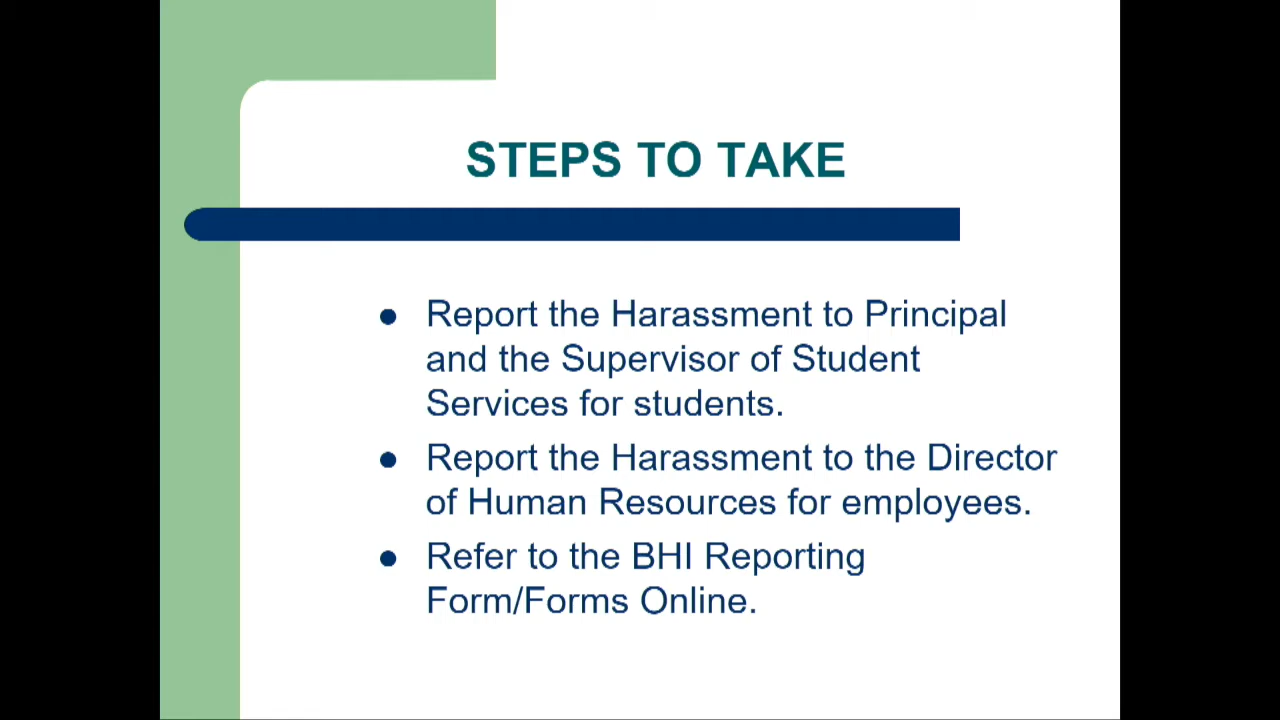 STEPS TO TAKE
Report the Harassment to Principal
and the Supervisor of Student
Services for students.
Report the Harassment to the Director
of Human Resources for employees.
Refer to the BHI Reporting
Form/Forms Online.